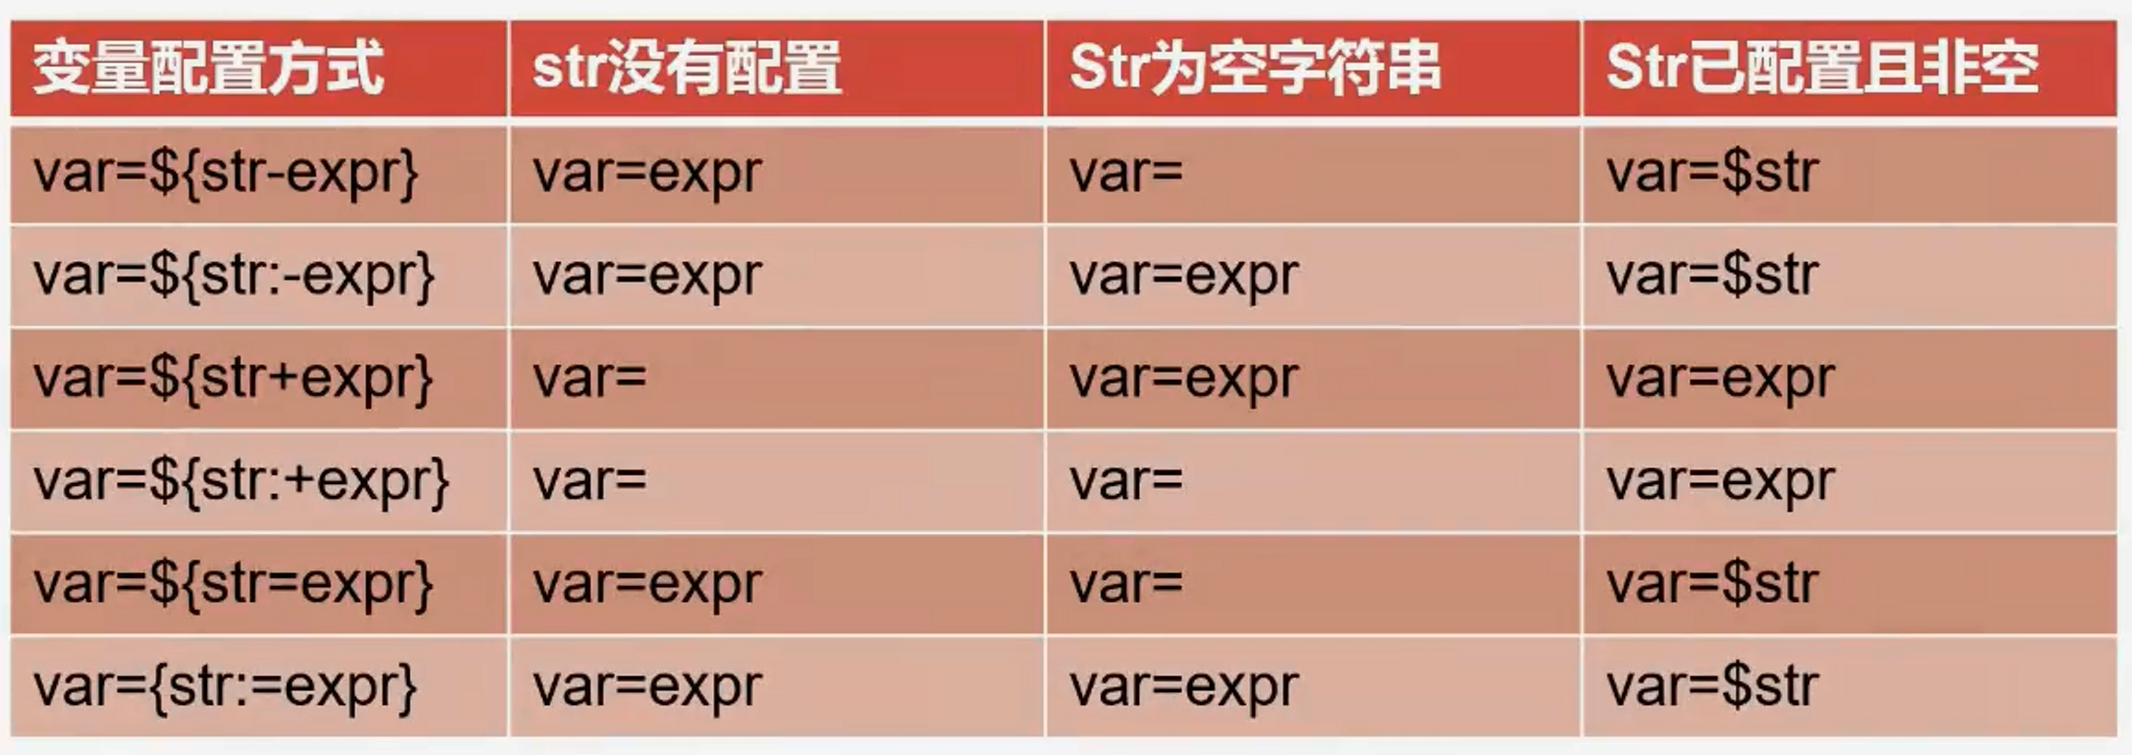 变量配置方式 str没有配置 Str为空字符串 Str已配置且非空
var=${str-expr} var=expr var= var=$str
var=${str:-expr} var=expr var=expr var=$str
var=${str+expr} var= var=expr var=expr
var=${str:+expr} var= var= var=expr
var=${str=expr} var=expr var= var=$str
var={str:=expr} var=expr var=expr var=$str